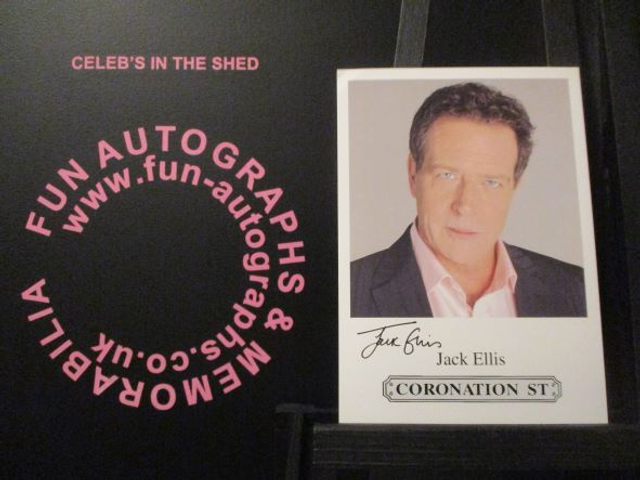 CELEB'S IN THE SHED
FUN AUTOGRAPHS & MEMORABILIA
www.fun-autographs.co.uk
Jack Ellis
Jack Ellis
CORONATION ST